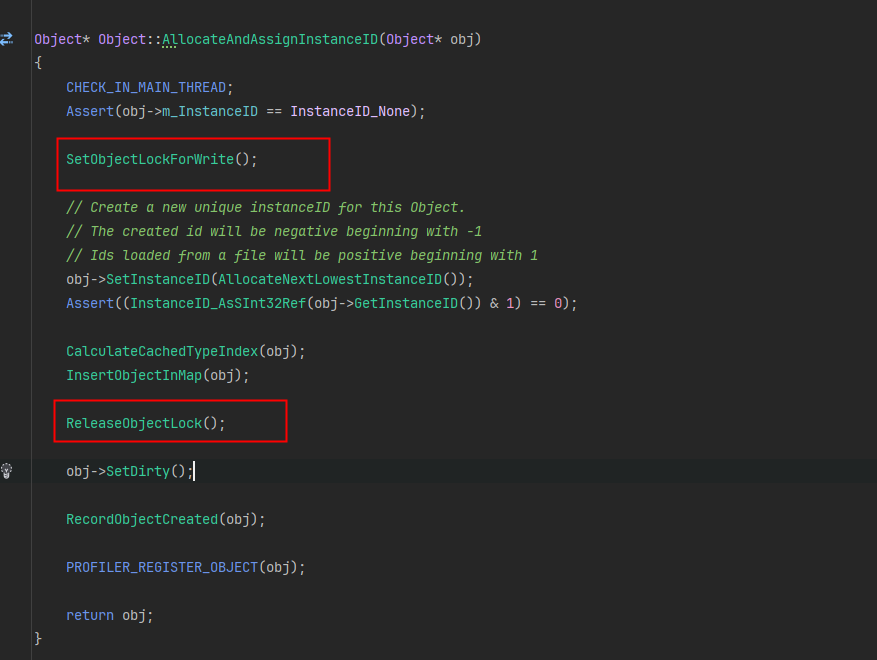 Object* Object::AllocateAndAssignInstanceID(Object* obj)
{
    CHECK_IN_MAIN_THREAD;
    Assert(obj->m_InstanceID == InstanceID_None);
    SetObjectLockForWrite();
    // Create a new unique instanceID for this Object.
    // The created id will be negative beginning with -1
    // Ids loaded from a file will be positive beginning with 1
    obj->SetInstanceID(AllocateNextLowestInstanceID());
    Assert((InstanceID_AsSInt32Ref(obj->GetInstanceID()) & 1) == 0);
    CalculateCachedTypeIndex(obj);
    InsertObjectInMap(obj);
    ReleaseObjectLock();
    obj->SetDirty();
    RecordObjectCreated(obj);
    PROFILER_REGISTER_OBJECT(obj);
    return obj;
}